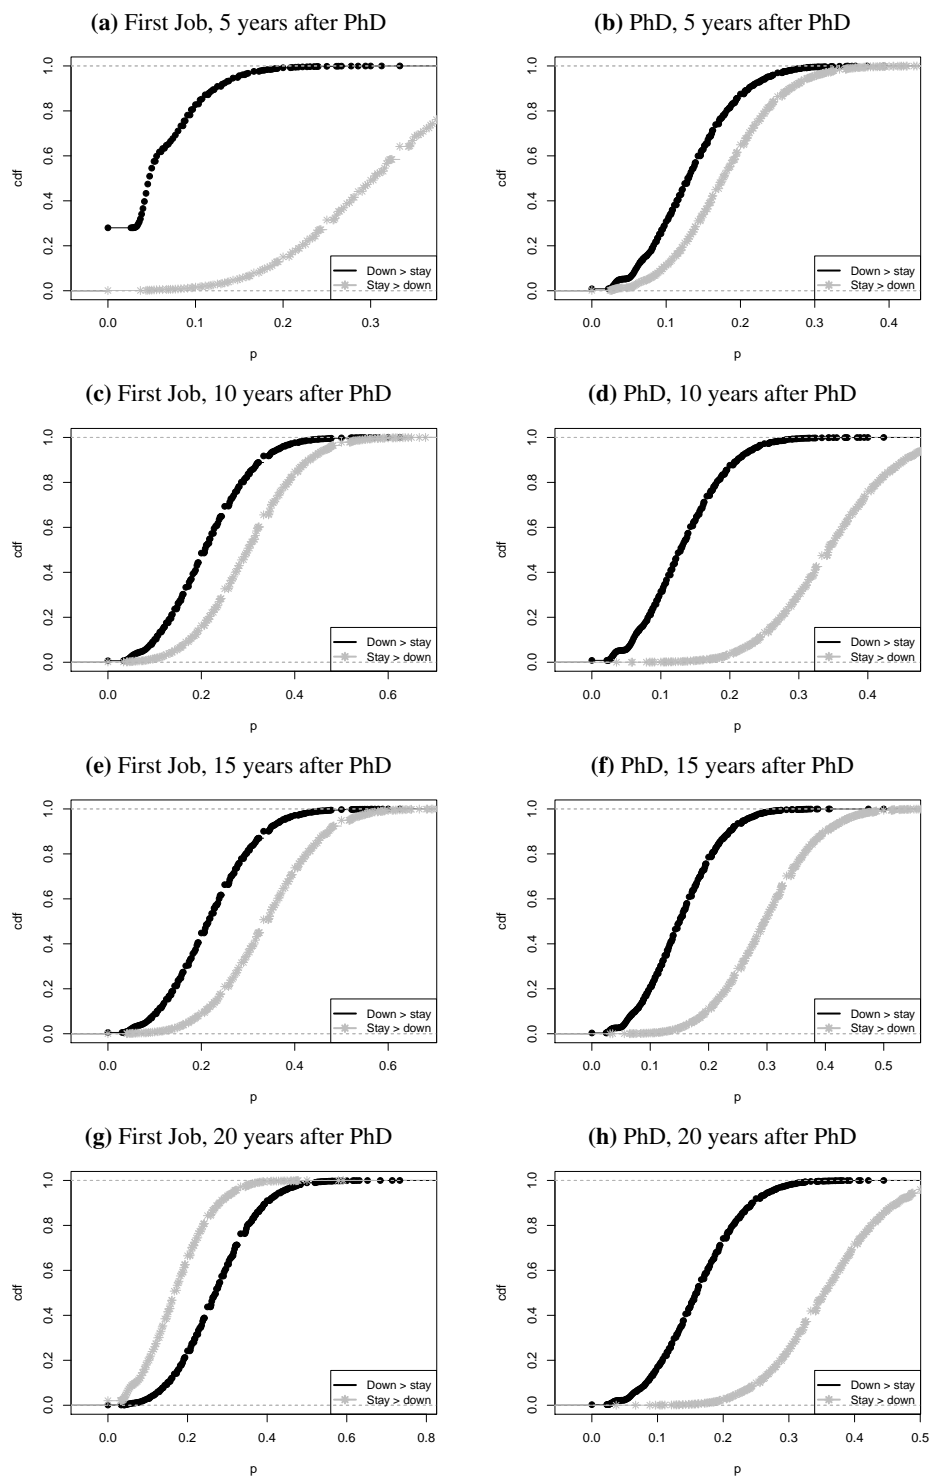 (a) First Job, 5 years after PhD
cdf
1.0
0.8
0.6
0.4
0.2
0.0
Down > stay
Stay > down
0.0 0.1 0.2 0.3
p
(b) PhD, 5 years after PhD
cdf
1.0
0.8
0.6
0.4
0.2
0.0
Down > stay
Stay > down
0.0 0.1 0.2 0.3 0.4
p
(c) First Job, 10 years after PhD
cdf
1.0
0.8
0.6
0.4
0.2
0.0
Down > stay
Stay > down
0.0 0.2 0.4 0.6
p
(d) PhD, 10 years after PhD
cdf
1.0
0.8
0.6
0.4
0.2
0.0
Down > stay
Stay > down
0.0 0.1 0.2 0.3 0.4
p
(e) First Job, 15 years after PhD
cdf
1.0
0.8
0.6
0.4
0.2
0.0
Down > stay
Stay > down
0.0 0.2 0.4 0.6
p
(f) PhD, 15 years after PhD
cdf
1.0
0.8
0.6
0.4
0.2
0.0
Down > stay
Stay > down
0.0 0.1 0.2 0.3 0.4 0.5
p
(g) First Job, 20 years after PhD
cdf
1.0
0.8
0.6
0.4
0.2
0.0
Down > stay
Stay > down
0.0 0.2 0.4 0.6 0.8
p
(h) PhD, 20 years after PhD
cdf
1.0
0.8
0.6
0.4
0.2
0.0
Down > stay
Stay > down
0.0 0.1 0.2 0.3 0.4 0.5
p